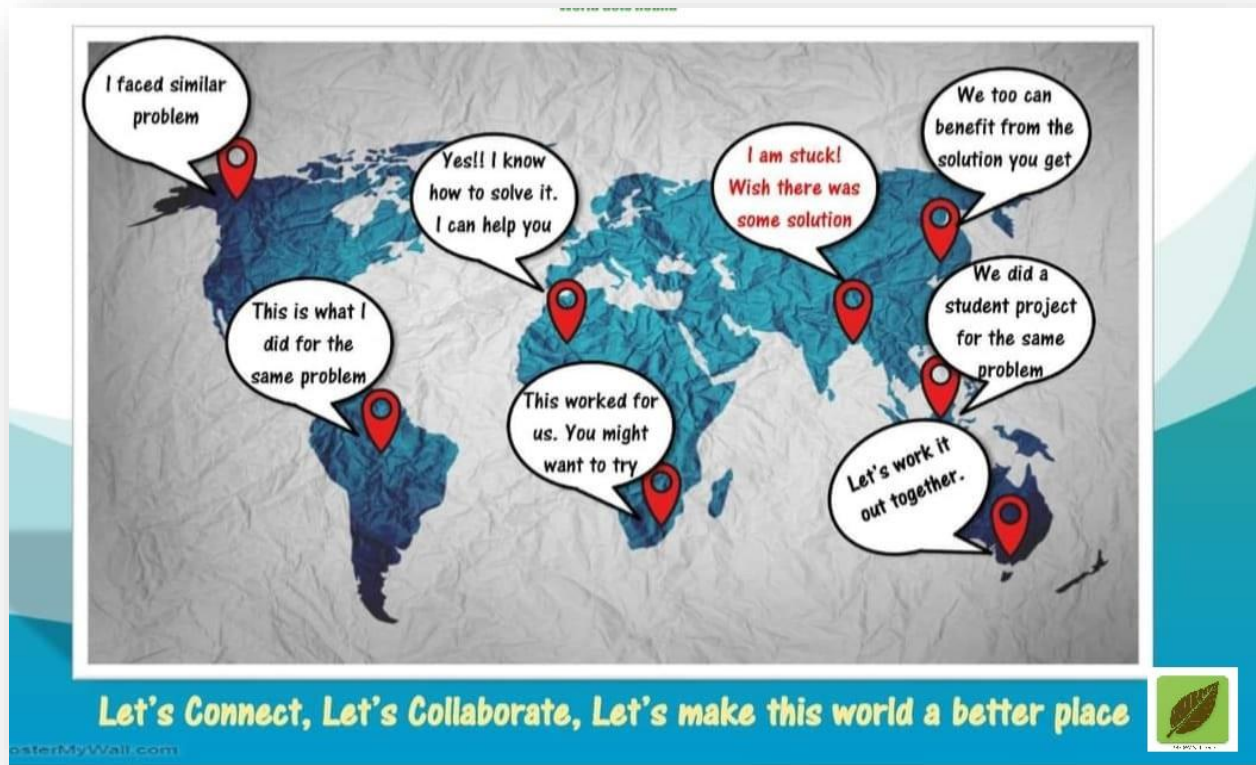 I faced similar
problem
We too can
benefit from the
solution you get
Yes!! I know
how to solve it.
I can help you
I am stuck!
Wish there was
some solution
We did a
student project
for the same
problem
This is what I
did for the
same problem
This worked for
us. You might
want to try
Let's work it
out together.
Let's Connect, Let's Collaborate, Let's make this world a better place
osterMyWall.com